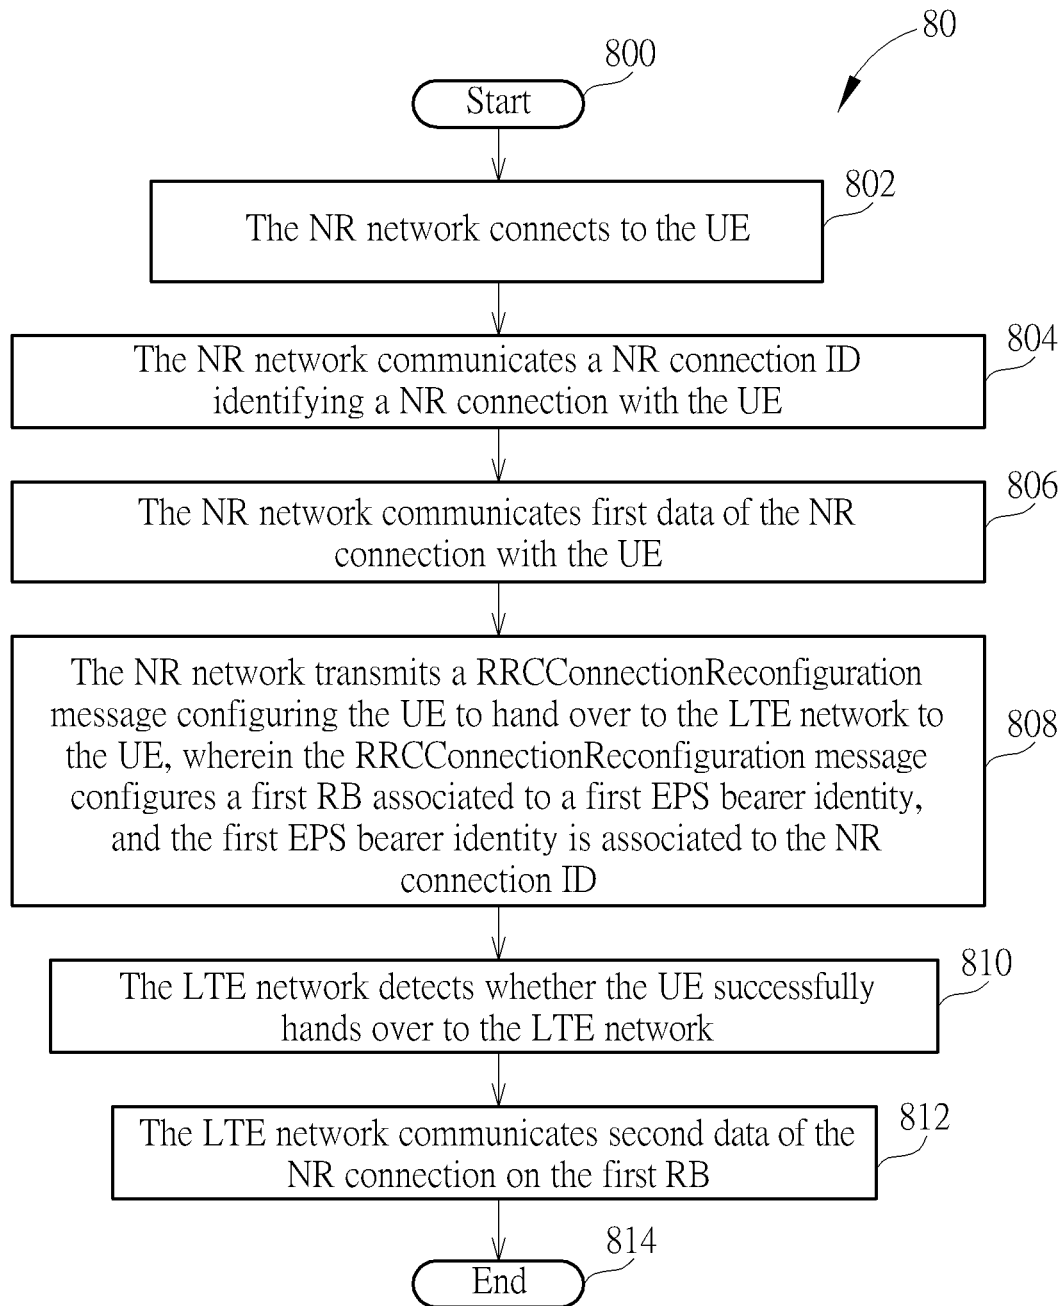 80
800
Start
802
The NR network connects to the UE
804
The NR network communicates a NR connection ID
identifying a NR connection with the UE
806
The NR network communicates first data of the NR
connection with the UE
The NR network transmits a RRCConnectionReconfiguration
message configuring the UE to hand over to the LTE network to
the UE, wherein the RRCConnectionReconfiguration message
configures a first RB associated to a first EPS bearer identity,
and the first EPS bearer identity is associated to the NR
connection ID
808
810
The LTE network detects whether the UE successfully
hands over to the LTE network
812
The LTE network communicates second data of the
NR connection on the first RB
814
End